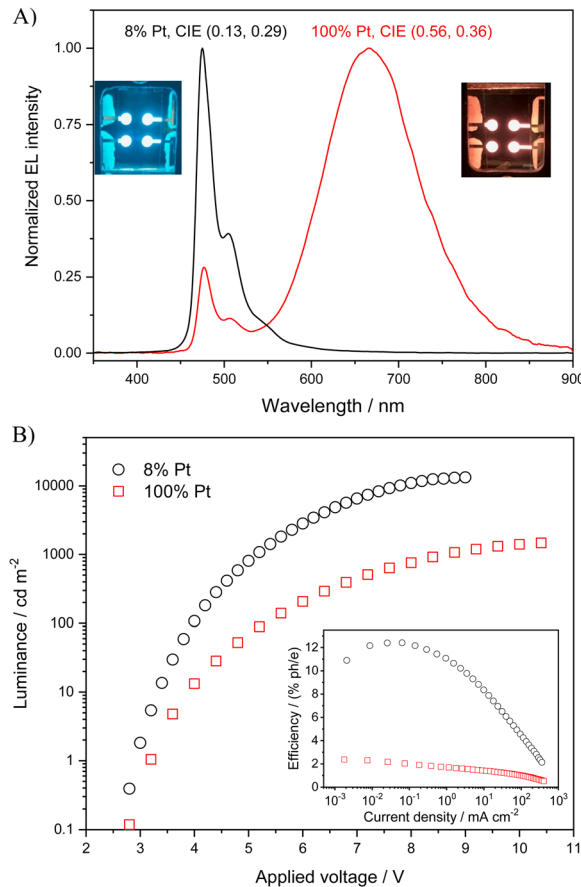 A)
8% Pt, CIE (0.13, 0.29) 100% Pt, CIE (0.56, 0.36)
1.00
0.75
0.50
0.25
0.00
Normalized EL intensity
400 500 600 700 800 900
Wavelength / nm
B)
8% Pt
100% Pt
10000
1000
100
10
1
0.1
Luminance / cd m-2
12
10
8
6
4
2
0
Efficiency / (% ph/e)
10-3 10-2 10-1 100 101 102 103
Current density / mA cm-2
2 3 4 5 6 7 8 9 10 11
Applied voltage / V